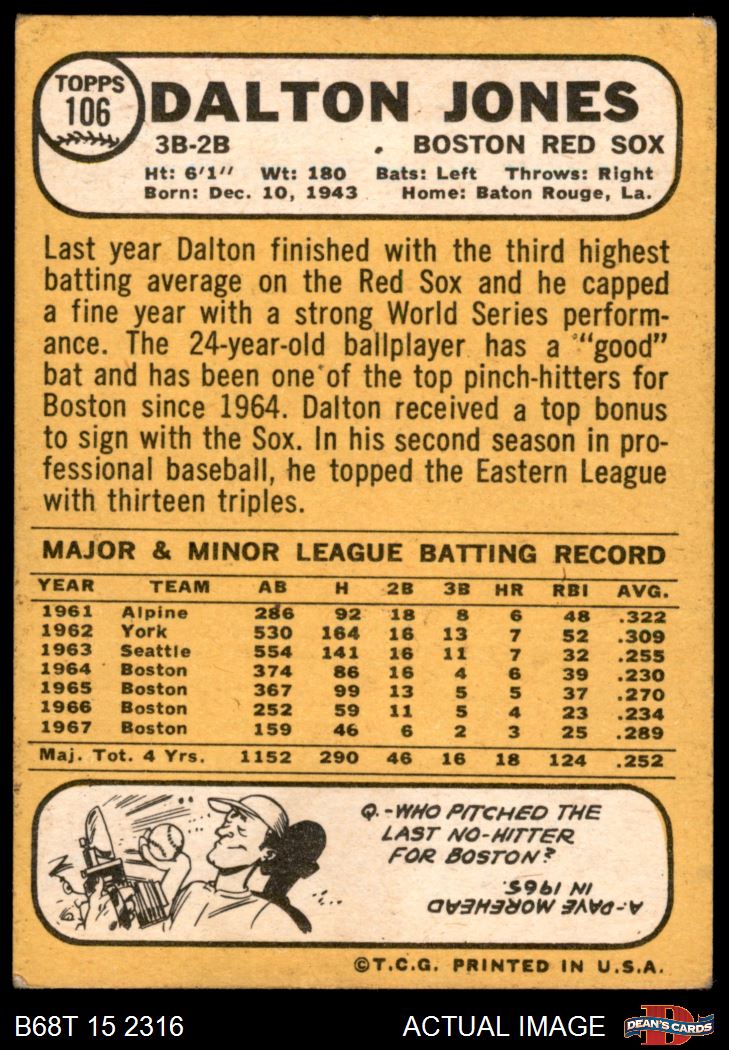 TOPPS
106
DALTON JONES
3B-2B . BOSTON RED SOX
Ht: 6'1" Wt: 180 Bats: Left Throws: Right
Born: Dec. 10, 1943 Home: Baton Rouge, La.
Last year Dalton finished with the third highest
batting average on the Red Sox and he capped
a fine year with a strong World Series perform-
ance. The 24-year-old ballplayer has a "good"
bat and has been one of the top pinch-hitters for
Boston since 1964. Dalton received a top bonus
to sign with the Sox. In his second season in pro-
fessional baseball, he topped the Eastern League
with thirteen triples.
MAJOR & MINOR LEAGUE BATTING RECORD
YEAR TEAM AB H 2B 3B HR RBI AVG.
1961 Alpine 286 92 18 8 6 48 .322
1962 York 530 164 16 13 7 52 .309
1963 Seattle 554 141 16 11 7 32 .255
1964 Boston 374 86 16 4 6 39 .230
1965 Boston 367 99 13 5 5 37 .270
1966 Boston 252 59 11 5 4 23 .234
1967 Boston 159 46 6 2 3 25 .289
Maj. Tot. 4 Yrs. 1152 290 46 16 18 124 .252
Q.-WHO PITCHED THE
LAST NO-HITTER
FOR BOSTON?
A-DAVE MOREHEAD
IN 1965.
©T.C.G. PRINTED IN U.S.A.
B68T 15 2316 ACTUAL IMAGE
D
DEAN'S CARDS